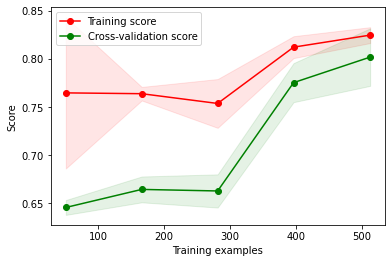 0.85
0.80
0.75
0.70
0.65
Score
Training score
Cross-validation score
100
200
300
400
500
Training examples